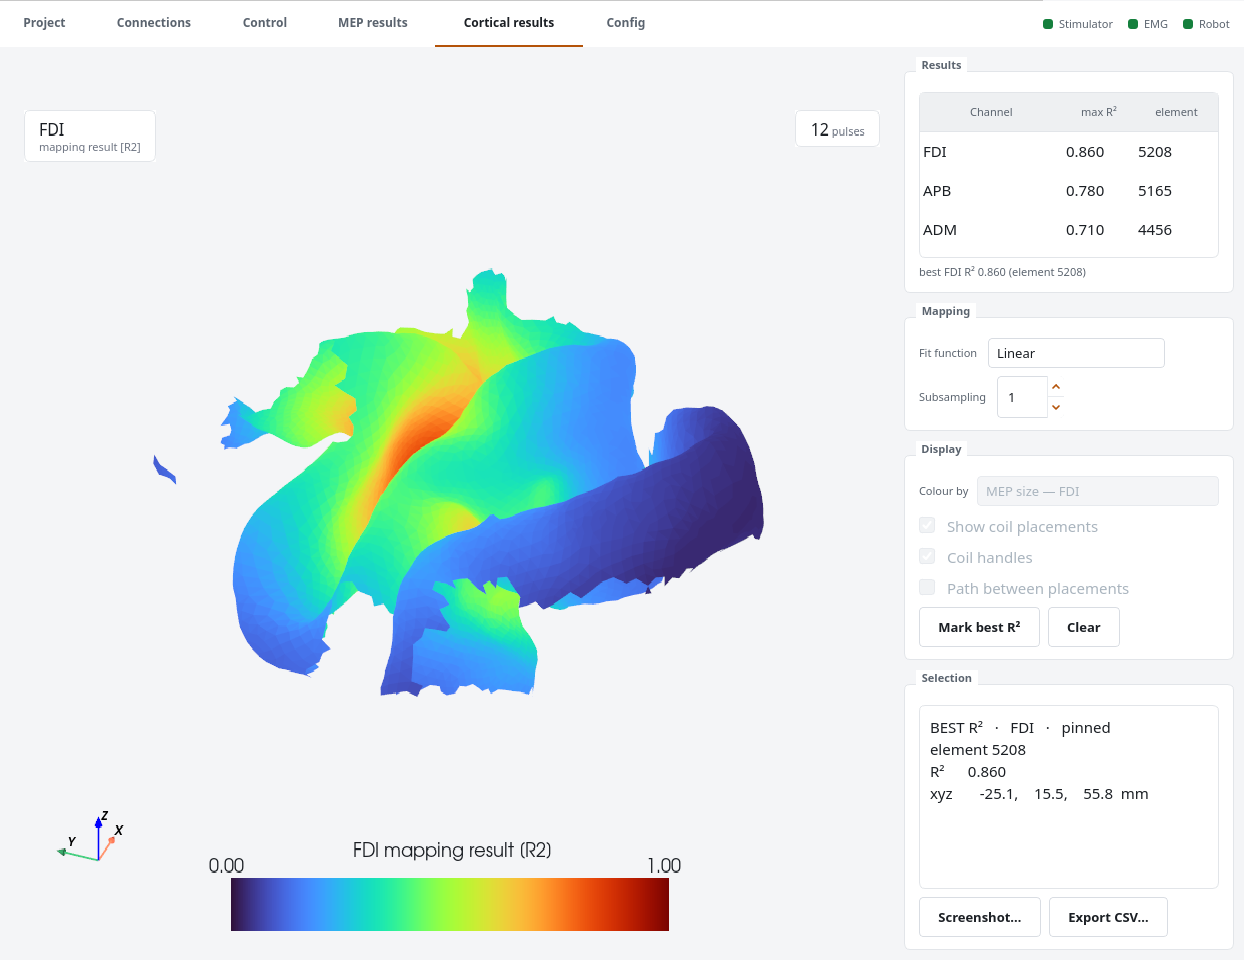 Project Connections Control MEP results Cortical results Config Stimulator EMG Robot
FDI
mapping result [R2]
12 pulses
Results
Channel max R² element
FDI 0.860 5208
APB 0.780 5165
ADM 0.710 4456
best FDI R² 0.860 (element 5208)
Mapping
Fit function Linear
Subsampling 1
Display
Colour by MEP size — FDI
Show coil placements
Coil handles
Path between placements
Mark best R² Clear
Selection
BEST R² · FDI · pinned
element 5208
R² 0.860
xyz -25.1, 15.5, 55.8 mm
Screenshot... Export CSV...
Z
X
Y
FDI mapping result [R2]
0.00 1.00